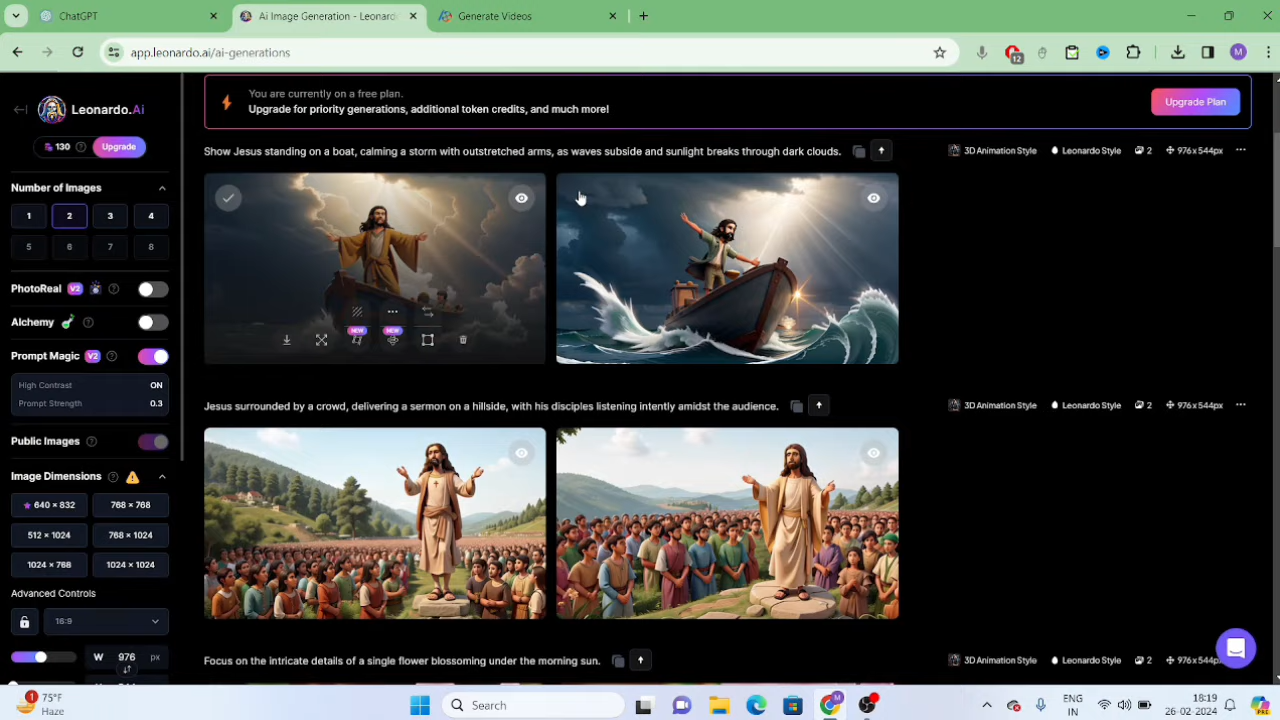 ChatGPT
Ai Image Generation - Leonardo
Generate Videos
app.leonardo.ai/ai-generations
12
M
Leonardo.Ai
130
Upgrade
Number of Images
1
2
3
4
5
6
7
8
PhotoReal V2
Alchemy
Prompt Magic V2
High Contrast ON
Prompt Strength 0.3
Public Images
Image Dimensions
640 × 832
768 × 768
512 × 1024
768 × 1024
1024 × 768
1024 × 1024
Advanced Controls
16:9
W 976 px
You are currently on a free plan.
Upgrade for priority generations, additional token credits, and much more!
Upgrade Plan
Show Jesus standing on a boat, calming a storm with outstretched arms, as waves subside and sunlight breaks through dark clouds.
3D Animation Style Leonardo Style 2 976x544px
NEW
NEW
Jesus surrounded by a crowd, delivering a sermon on a hillside, with his disciples listening intently amidst the audience.
3D Animation Style Leonardo Style 2 976x544px
Focus on the intricate details of a single flower blossoming under the morning sun.
3D Animation Style Leonardo Style 2 976x544px
1
75°F
Haze
Search
M
ENG
IN
18:19
26-02-2024
PRE